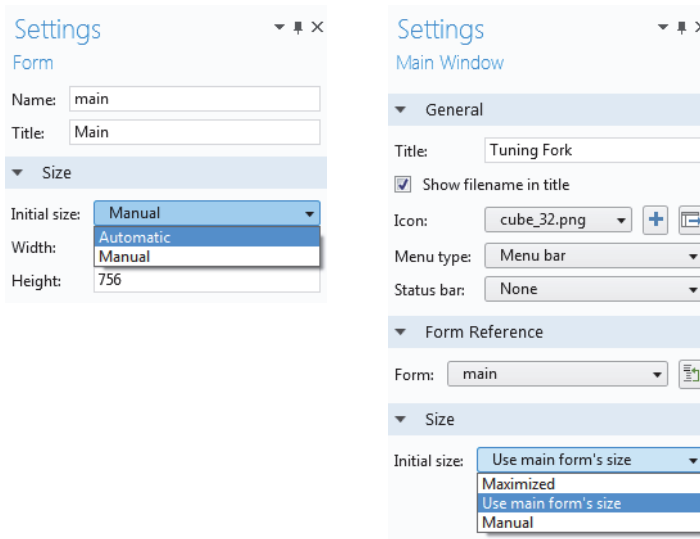 Settings
Form
Name: main
Title: Main
Size
Initial size: Manual
Automatic
Width:
Manual
Height: 756
Settings
Main Window
General
Title: Tuning Fork
Show filename in title
Icon: cube_32.png
Menu type: Menu bar
Status bar: None
Form Reference
Form: main
Size
Initial size: Use main form's size
Maximized
Use main form's size
Manual